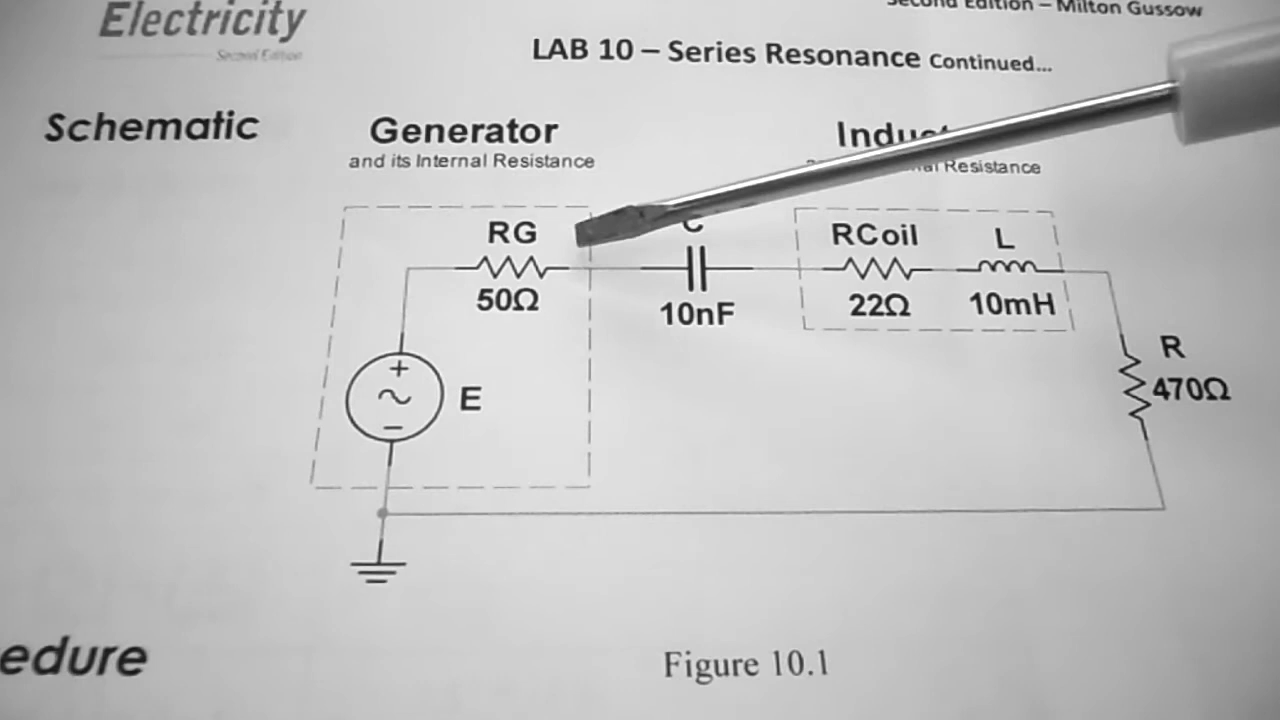 Electricity
Second Edition
Second Edition – Milton Gussow
LAB 10 – Series Resonance Continued...
Schematic
Generator
and its Internal Resistance
Resistance
RG
50Ω
C
10nF
RCoil
22Ω
L
10mH
R
470Ω
+
~
−
E
edure
Figure 10.1